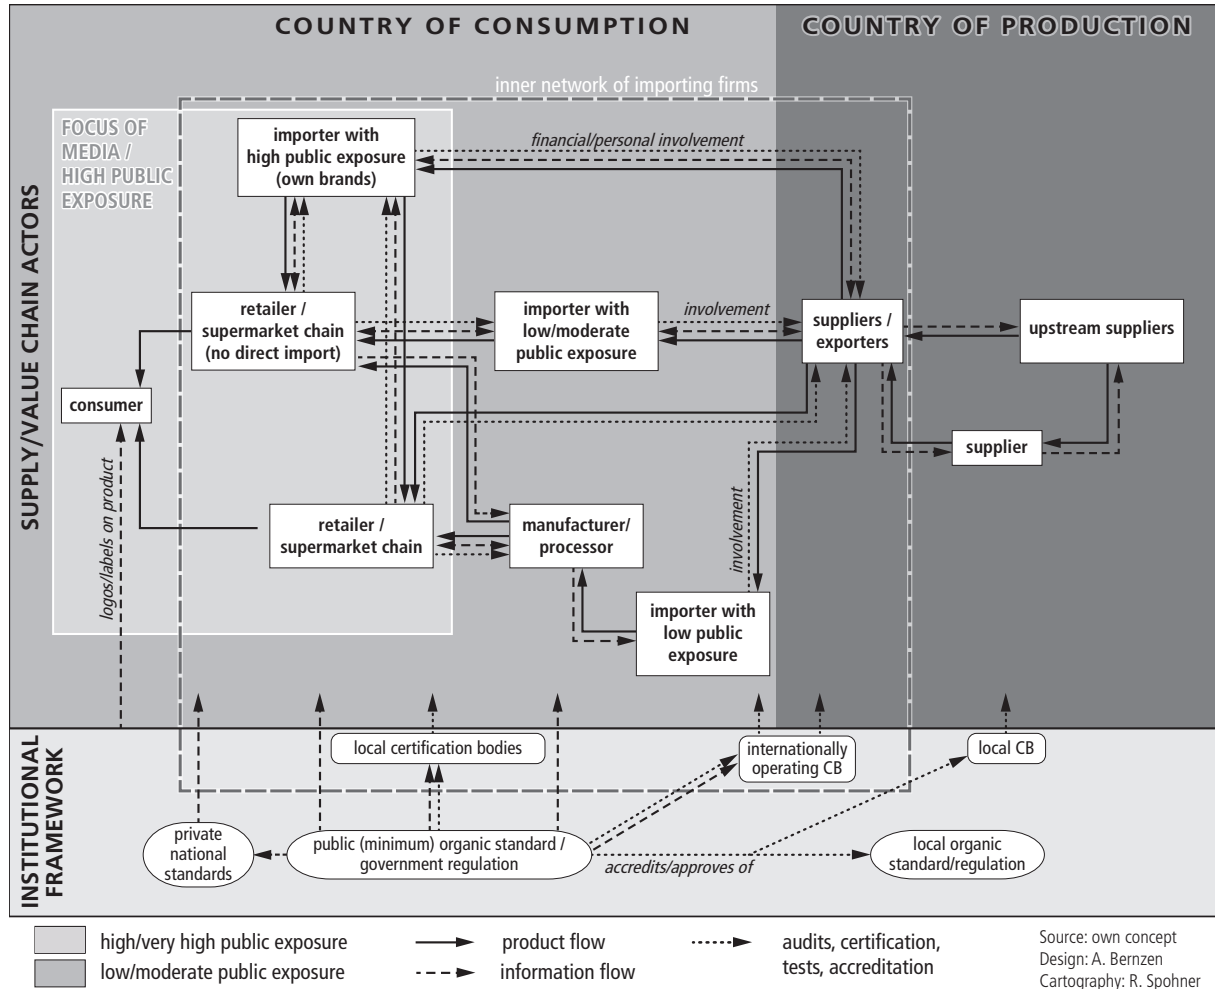 COUNTRY OF CONSUMPTION
COUNTRY OF PRODUCTION
inner network of importing firms
FOCUS OF
MEDIA /
HIGH PUBLIC
EXPOSURE
importer with
high public exposure
(own brands)
financial/personal involvement
SUPPLY/VALUE CHAIN ACTORS
retailer /
supermarket chain
(no direct import)
importer with
low/moderate
public exposure
involvement
suppliers /
exporters
upstream suppliers
consumer
supplier
logos/labels on product
retailer /
supermarket chain
manufacturer/
processor
involvement
importer with
low public
exposure
INSTITUTIONAL
FRAMEWORK
local certification bodies
internationally
operating CB
local CB
private
national
standards
public (minimum) organic standard /
government regulation
accredits/approves of
local organic
standard/regulation
high/very high public exposure
low/moderate public exposure
product flow
information flow
audits, certification,
tests, accreditation
Source: own concept
Design: A. Bernzen
Cartography: R. Spohner